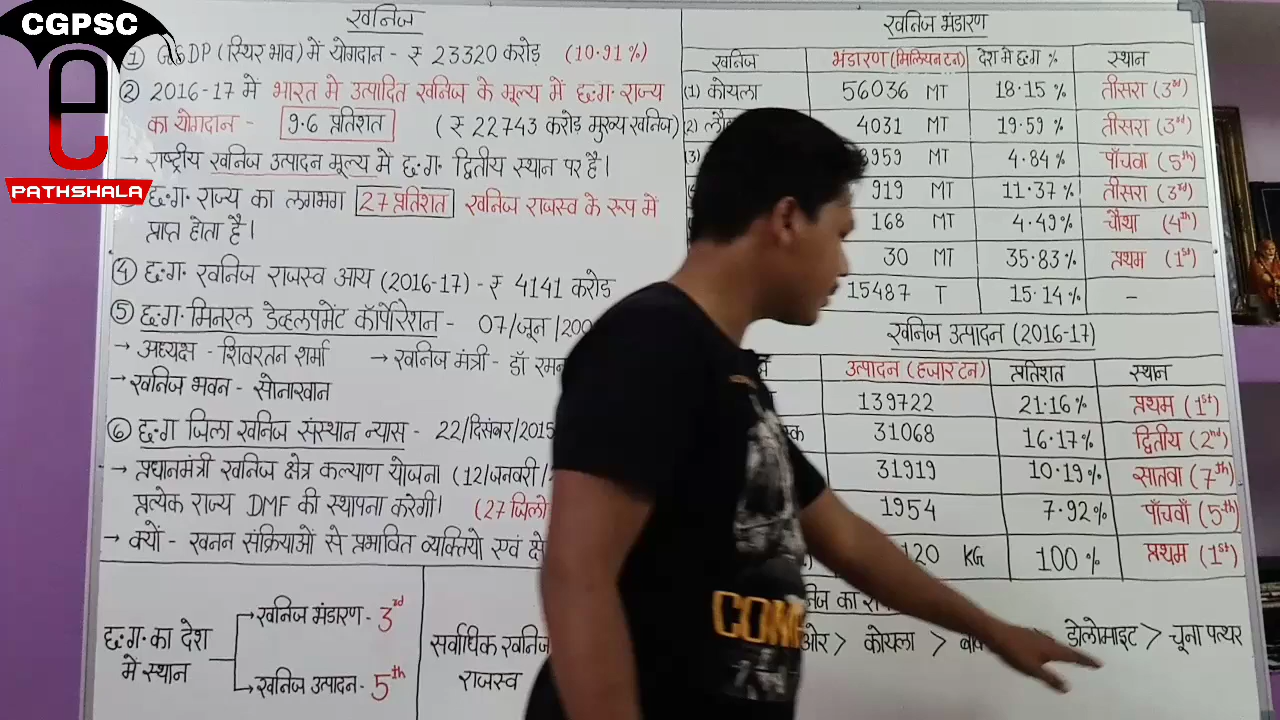 CGPSC
e
PATHSHALA
खनिज
① GSDP (स्थिर भाव) में योगदान - ₹ 23320 करोड़ (10.91%)
② 2016-17 में भारत में उत्पादित खनिज के मूल्य में छ.ग. राज्य
का योगदान - 9.6 प्रतिशत (₹ 22743 करोड़ मुख्य खनिज)
→ राष्ट्रीय खनिज उत्पादन मूल्य में छ.ग. द्वितीय स्थान पर है।
छ.ग. राज्य का लगभग 27 प्रतिशत खनिज राजस्व के रूप में
प्राप्त होता है।
④ छ.ग. खनिज राजस्व आय (2016-17) - ₹ 4141 करोड
⑤ छ.ग. मिनरल डेव्हलपमेंट कॉर्पोरेशन - 07/जून/200
→ अध्यक्ष - शिवरतन शर्मा → खनिज मंत्री - डॉ रमन
→ खनिज भवन - सोनाखान
⑥ छ.ग जिला खनिज संस्थान न्यास - 22/दिसंबर/2015
→ प्रधानमंत्री खनिज क्षेत्र कल्याण योजना (12/जनवरी/
प्रत्येक राज्य DMF की स्थापना करेगी। (27 जिलो
→ क्यों - खनन संक्रियाओं से प्रभावित व्यक्तियो एवं क्षे
छ.ग. का देश में स्थान
खनिज भंडारण - 3rd
खनिज उत्पादन - 5th
सर्वाधिक खनिज
राजस्व
खनिज भंडारण
खनिज भंडारण (मिलियन टन) देश मे छ.ग % स्थान
(1) कोयला 56036 MT 18.15% तीसरा (3rd)
(2) 4031 MT 19.59% तीसरा (3rd)
(3) 959 MT 4.84% पाँचवा (5th)
919 MT 11.37% तीसरा (3rd)
168 MT 4.49% चौथा (4th)
30 MT 35.83% प्रथम (1st)
15487 T 15.14% -
खनिज उत्पादन (2016-17)
उत्पादन (हजार टन) प्रतिशत स्थान
139722 21.16% प्रथम (1st)
31068 16.17% द्वितीय (2nd)
31919 10.19% सातवा (7th)
1954 7.92% पाँचवाँ (5th)
120 KG 100% प्रथम (1st)
निज का रा
ओर > कोयला > बॉक डोलोमाइट > चूना पत्थर
COM